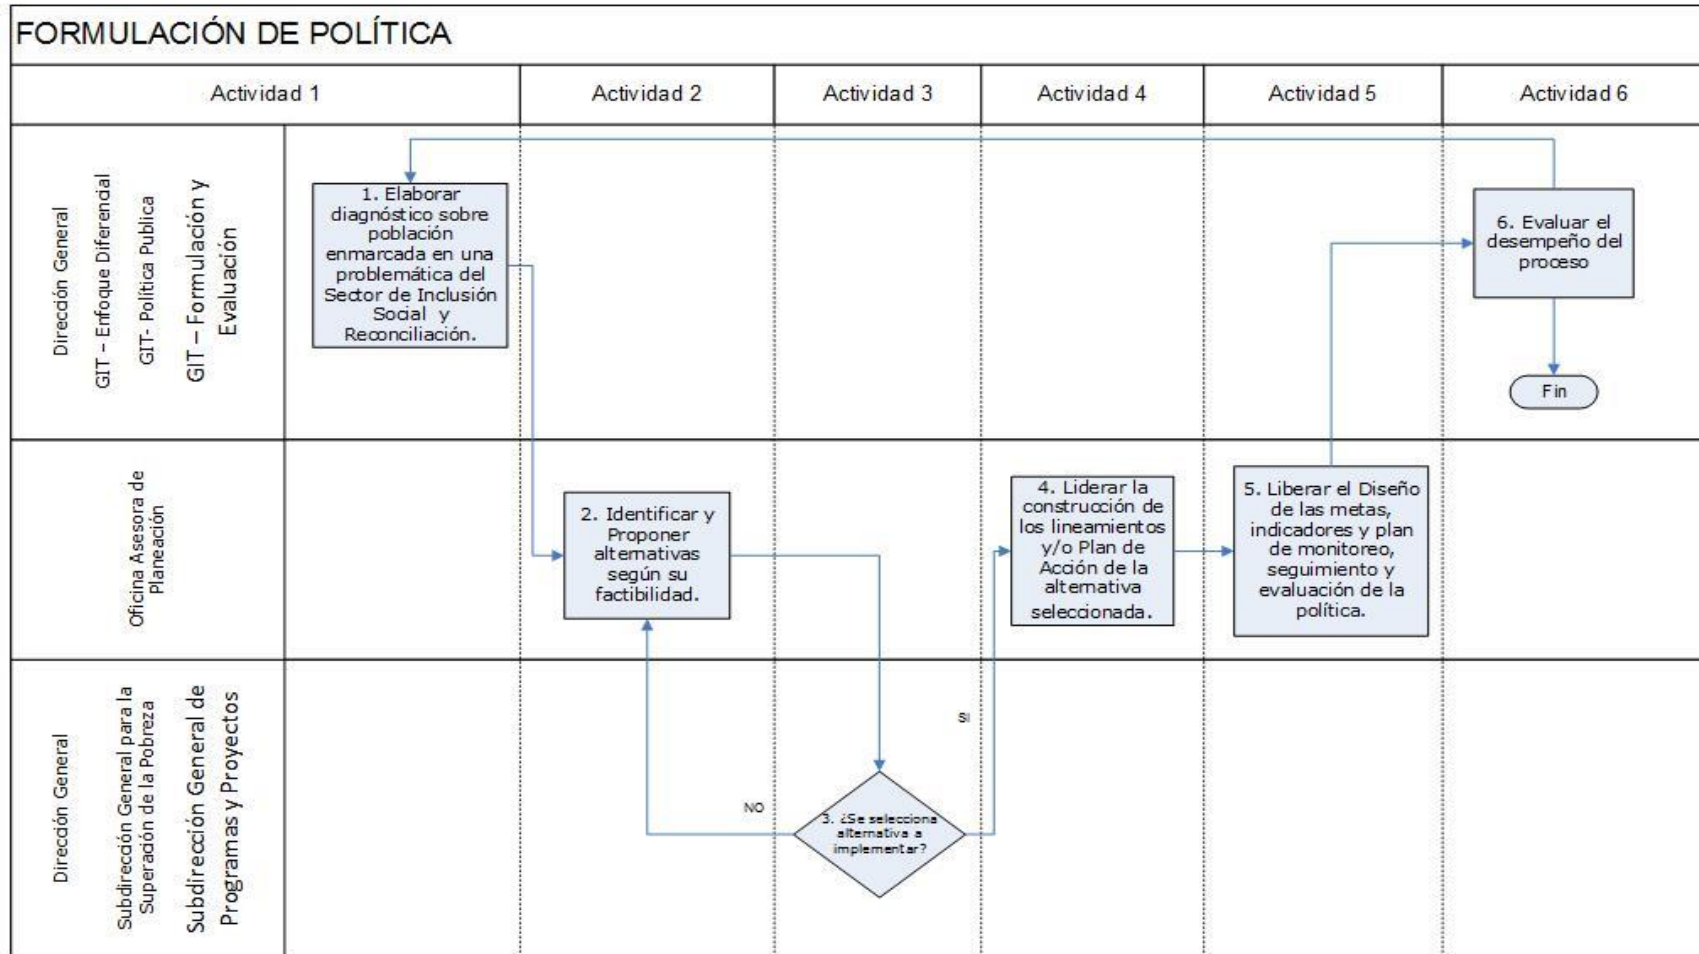 FORMULACIÓN DE POLÍTICA
Actividad 1
Actividad 2
Actividad 3
Actividad 4
Actividad 5
Actividad 6
Dirección General
GIT – Enfoque Diferencial
GIT- Política Publica
GIT – Formulación y
Evaluación
1. Elaborar
diagnóstico sobre
población
enmarcada en una
problemática del
Sector de Inclusión
Social y
Reconciliación.
6. Evaluar el
desempeño del
proceso
Fin
Oficina Asesora de
Planeación
2. Identificar y
Proponer
alternativas
según su
factibilidad.
4. Liderar la
construcción de
los lineamientos
y/o Plan de
Acción de la
alternativa
seleccionada.
5. Liberar el Diseño
de las metas,
indicadores y plan
de monitoreo,
seguimiento y
evaluación de la
política.
Dirección General
Subdirección General para la
Superación de la Pobreza
Subdirección General de
Programas y Proyectos
SI
NO
3. ¿Se selecciona
alternativa a
implementar?